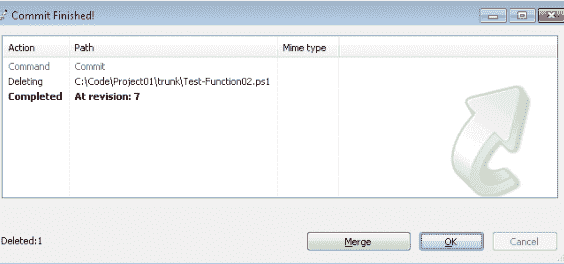 Commit Finished!
Action Path Mime type
Command Commit
Deleting C:\Code\Project01\trunk\Test-Function02.ps1
Completed At revision: 7
Deleted:1 Merge OK Cancel